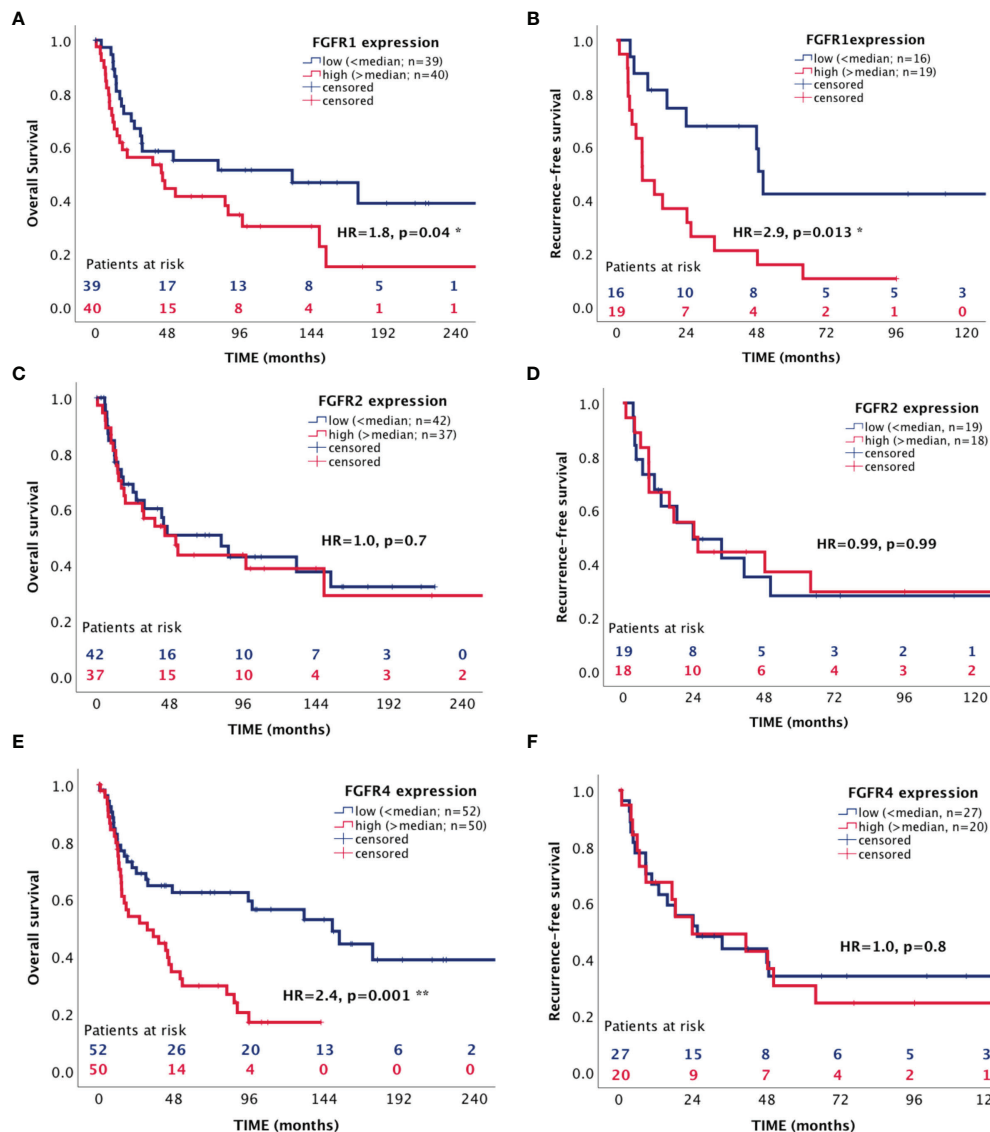 A
FGFR1 expression
low (<median; n=39)
high (>median; n=40)
censored
censored
Overall Survival
1.0
0.8
0.6
0.4
0.2
0.0
HR=1.8, p=0.04 *
Patients at risk
39 17 13 8 5 1
40 15 8 4 1 1
0 48 96 144 192 240
TIME (months)
B
FGFR1expression
low (<median; n=16)
high (>median; n=19)
censored
censored
Recurrence-free survival
1.0
0.8
0.6
0.4
0.2
0.0
HR=2.9, p=0.013 *
Patients at risk
16 10 8 5 5 3
19 7 4 2 1 0
0 24 48 72 96 120
TIME (months)
C
FGFR2 expression
low (<median; n=42)
high (>median; n=37)
censored
censored
Overall survival
1.0
0.8
0.6
0.4
0.2
0.0
HR=1.0, p=0.7
Patients at risk
42 16 10 7 3 0
37 15 10 4 3 2
0 48 96 144 192 240
TIME (months)
D
FGFR2 expression
low (<median, n=19)
high (>median, n=18)
censored
censored
Recurrence-free survival
1.0
0.8
0.6
0.4
0.2
0.0
HR=0.99, p=0.99
Patients at risk
19 8 5 3 2 1
18 10 6 4 3 2
0 24 48 72 96 120
TIME (months)
E
FGFR4 expression
low (<median; n=52)
high (>median; n=50)
censored
censored
Overall survival
1.0
0.8
0.6
0.4
0.2
0.0
HR=2.4, p=0.001 **
Patients at risk
52 26 20 13 6 2
50 14 4 0 0 0
0 48 96 144 192 240
TIME (months)
F
FGFR4 expression
low (<median, n=27)
high (>median, n=20)
censored
censored
Recurrence-free survival
1.0
0.8
0.6
0.4
0.2
0.0
HR=1.0, p=0.8
Patients at risk
27 15 8 6 5 3
20 9 7 4 2 1
0 24 48 72 96 120
TIME (months)